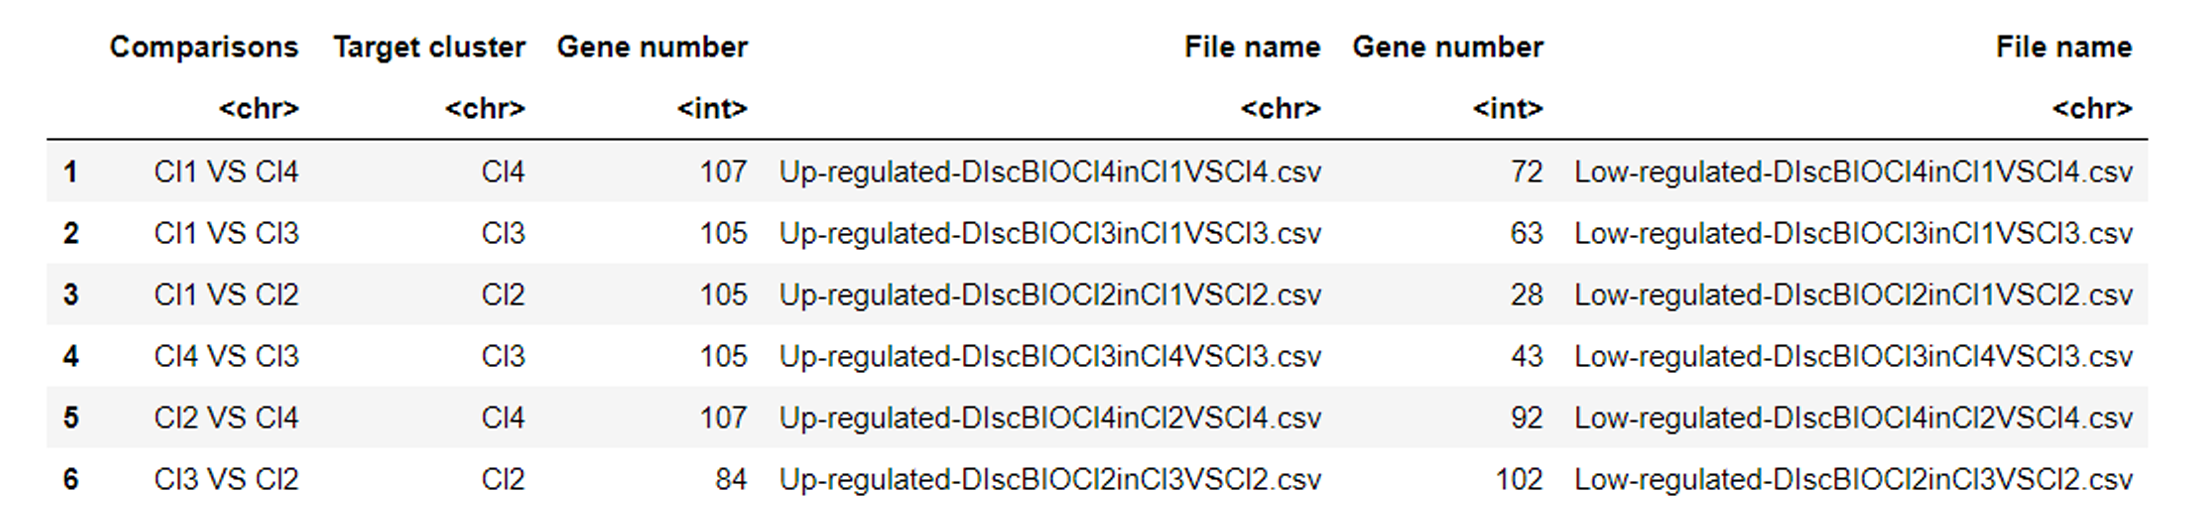 Comparisons Target cluster Gene number File name Gene number File name
<chr> <chr> <int> <chr> <int> <chr>
1 Cl1 VS Cl4 Cl4 107 Up-regulated-DIscBIOCl4inCl1VSCl4.csv 72 Low-regulated-DIscBIOCl4inCl1VSCl4.csv
2 Cl1 VS Cl3 Cl3 105 Up-regulated-DIscBIOCl3inCl1VSCl3.csv 63 Low-regulated-DIscBIOCl3inCl1VSCl3.csv
3 Cl1 VS Cl2 Cl2 105 Up-regulated-DIscBIOCl2inCl1VSCl2.csv 28 Low-regulated-DIscBIOCl2inCl1VSCl2.csv
4 Cl4 VS Cl3 Cl3 105 Up-regulated-DIscBIOCl3inCl4VSCl3.csv 43 Low-regulated-DIscBIOCl3inCl4VSCl3.csv
5 Cl2 VS Cl4 Cl4 107 Up-regulated-DIscBIOCl4inCl2VSCl4.csv 92 Low-regulated-DIscBIOCl4inCl2VSCl4.csv
6 Cl3 VS Cl2 Cl2 84 Up-regulated-DIscBIOCl2inCl3VSCl2.csv 102 Low-regulated-DIscBIOCl2inCl3VSCl2.csv